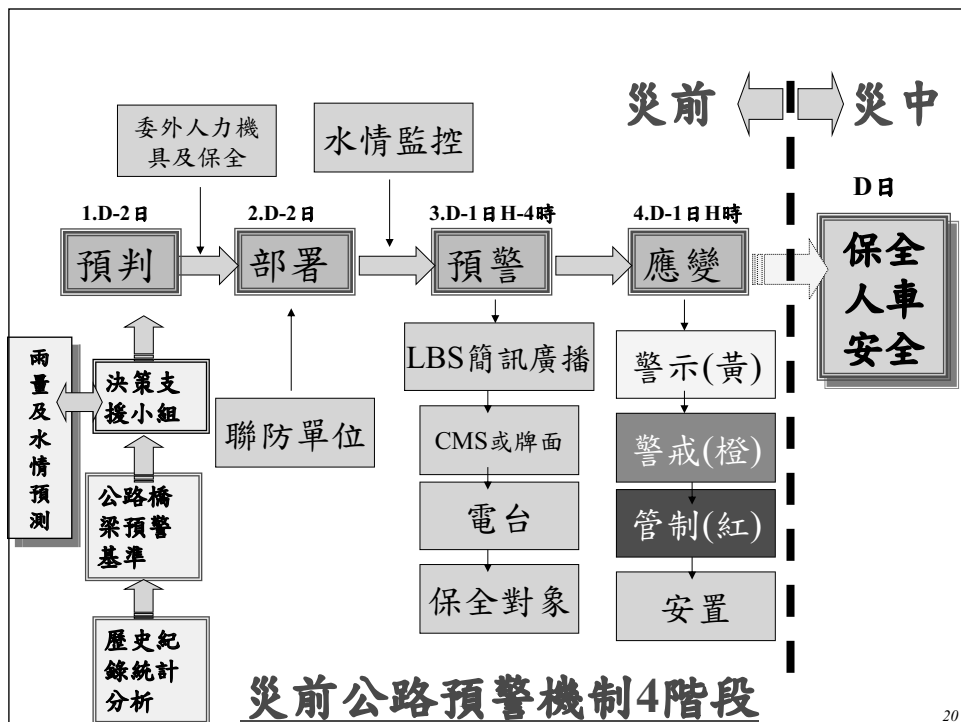 災前
災中
委外人力機
具及保全
水情監控
D日
1.D-2日
2.D-2日
3.D-1日H-4時
4.D-1日H時
預判
部署
預警
應變
保全
人車
安全
雨
量
及
水
情
預
測
決策支
援小組
公路橋
梁預警
基準
歷史紀
錄統計
分析
聯防單位
LBS簡訊廣播
CMS或牌面
電台
保全對象
警示(黃)
警戒(橙)
管制(紅)
安置
災前公路預警機制4階段
20